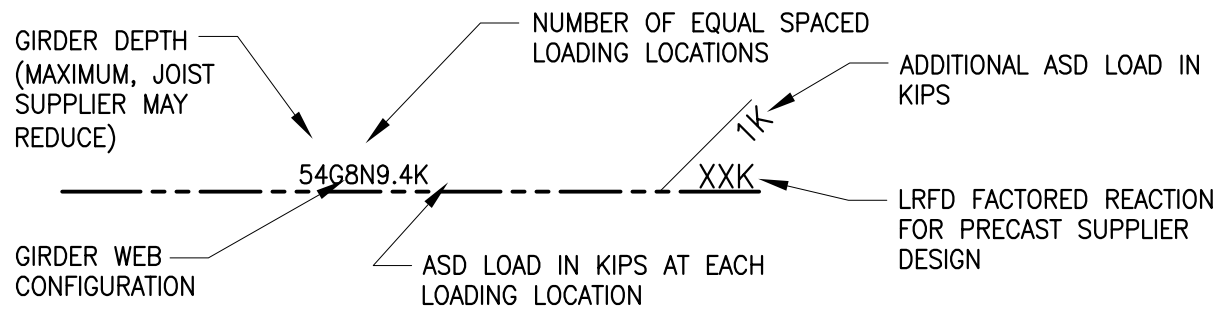 GIRDER DEPTH
(MAXIMUM, JOIST
SUPPLIER MAY
REDUCE)
NUMBER OF EQUAL SPACED
LOADING LOCATIONS
ADDITIONAL ASD LOAD IN
KIPS
1K
54G8N9.4K
XXK
LRFD FACTORED REACTION
FOR PRECAST SUPPLIER
DESIGN
GIRDER WEB
CONFIGURATION
ASD LOAD IN KIPS AT EACH
LOADING LOCATION